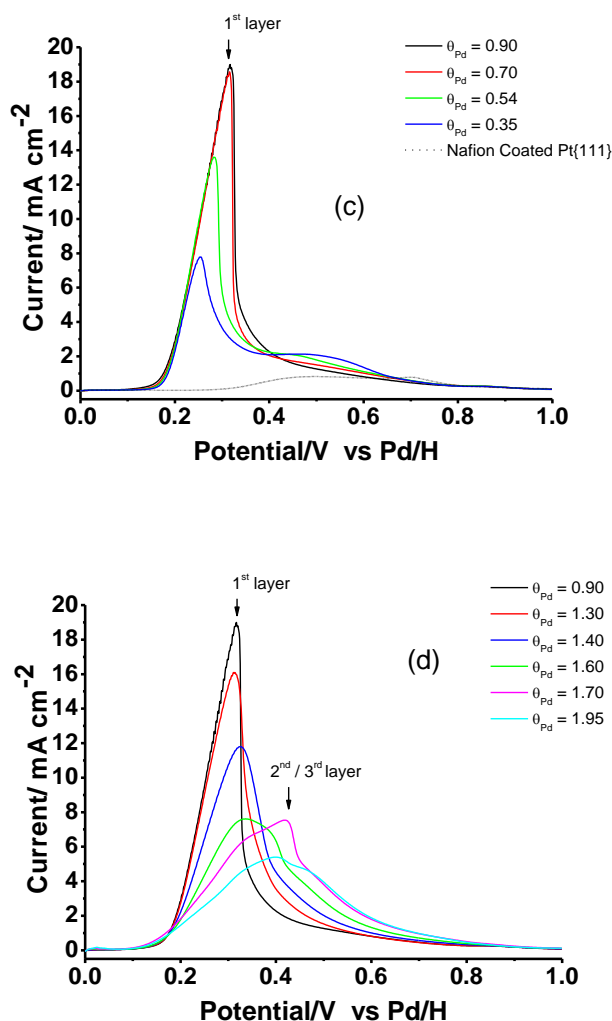 1st layer
θPd = 0.90
θPd = 0.70
θPd = 0.54
θPd = 0.35
Nafion Coated Pt{111}
(c)
Current/ mA cm-2
20
18
16
14
12
10
8
6
4
2
0
0.0 0.2 0.4 0.6 0.8 1.0
Potential/V vs Pd/H
1st layer
θPd = 0.90
θPd = 1.30
θPd = 1.40
θPd = 1.60
θPd = 1.70
θPd = 1.95
(d)
2nd / 3rd layer
Current/ mA cm-2
20
18
16
14
12
10
8
6
4
2
0
0.0 0.2 0.4 0.6 0.8 1.0
Potential/V vs Pd/H